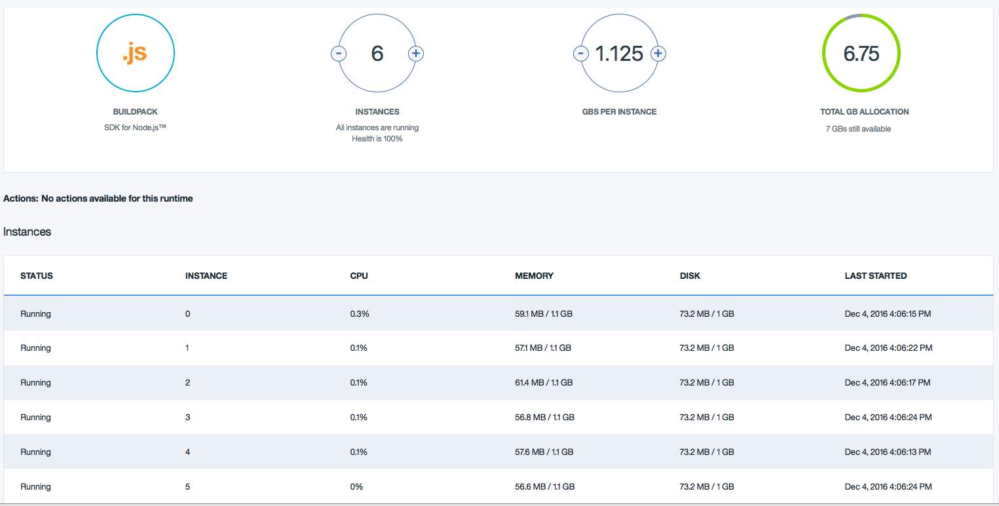 .js
- 6 +
- 1.125 +
6.75
BUILDPACK
SDK for Node.js™
INSTANCES
All instances are running
Health is 100%
GBS PER INSTANCE
TOTAL GB ALLOCATION
7 GBs still available
Actions: No actions available for this runtime
Instances
STATUS INSTANCE CPU MEMORY DISK LAST STARTED
Running 0 0.3% 59.1 MB / 1.1 GB 73.2 MB / 1 GB Dec 4, 2016 4:06:15 PM
Running 1 0.1% 57.1 MB / 1.1 GB 73.2 MB / 1 GB Dec 4, 2016 4:06:22 PM
Running 2 0.1% 61.4 MB / 1.1 GB 73.2 MB / 1 GB Dec 4, 2016 4:06:17 PM
Running 3 0.1% 56.8 MB / 1.1 GB 73.2 MB / 1 GB Dec 4, 2016 4:06:24 PM
Running 4 0.1% 57.6 MB / 1.1 GB 73.2 MB / 1 GB Dec 4, 2016 4:06:13 PM
Running 5 0% 56.6 MB / 1.1 GB 73.2 MB / 1 GB Dec 4, 2016 4:06:24 PM